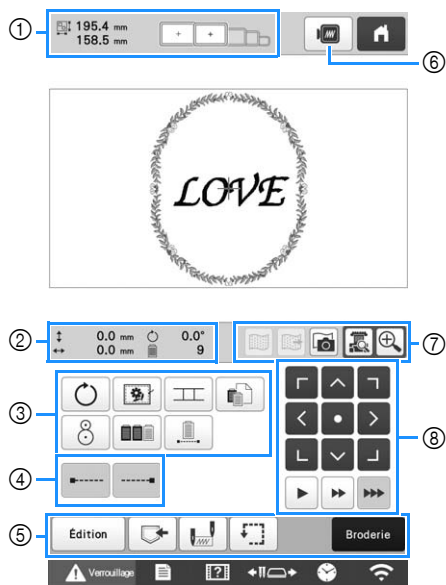 ① 195.4 mm
158.5 mm
⑥
LOVE
② 0.0 mm 0.0°
0.0 mm 9
⑦
③
⑧
④
⑤ Édition Broderie
Verrouillage